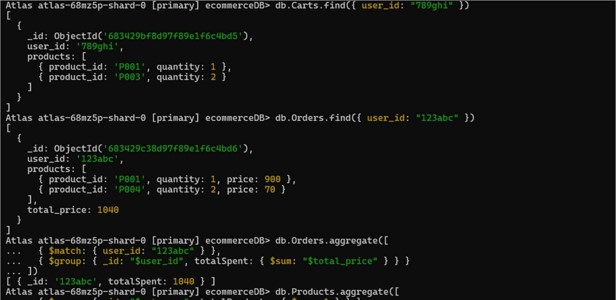 Atlas atlas-68mz5p-shard-0 [primary] ecommerceDB> db.Carts.find({ user_id: "789ghi" })
[
  {
    _id: ObjectId('683429bf8d97f89e1f6c4bd5'),
    user_id: '789ghi',
    products: [
      { product_id: 'P001', quantity: 1 },
      { product_id: 'P003', quantity: 2 }
    ]
  }
]
Atlas atlas-68mz5p-shard-0 [primary] ecommerceDB> db.Orders.find({ user_id: "123abc" })
[
  {
    _id: ObjectId('683429c38d97f89e1f6c4bd6'),
    user_id: '123abc',
    products: [
      { product_id: 'P001', quantity: 1, price: 900 },
      { product_id: 'P004', quantity: 2, price: 70 }
    ],
    total_price: 1040
  }
]
Atlas atlas-68mz5p-shard-0 [primary] ecommerceDB> db.Orders.aggregate([
...   { $match: { user_id: "123abc" } },
...   { $group: { _id: "$user_id", totalSpent: { $sum: "$total_price" } } }
... ])
[ { _id: '123abc', totalSpent: 1040 } ]
Atlas atlas-68mz5p-shard-0 [primary] ecommerceDB> db.Products.aggregate([